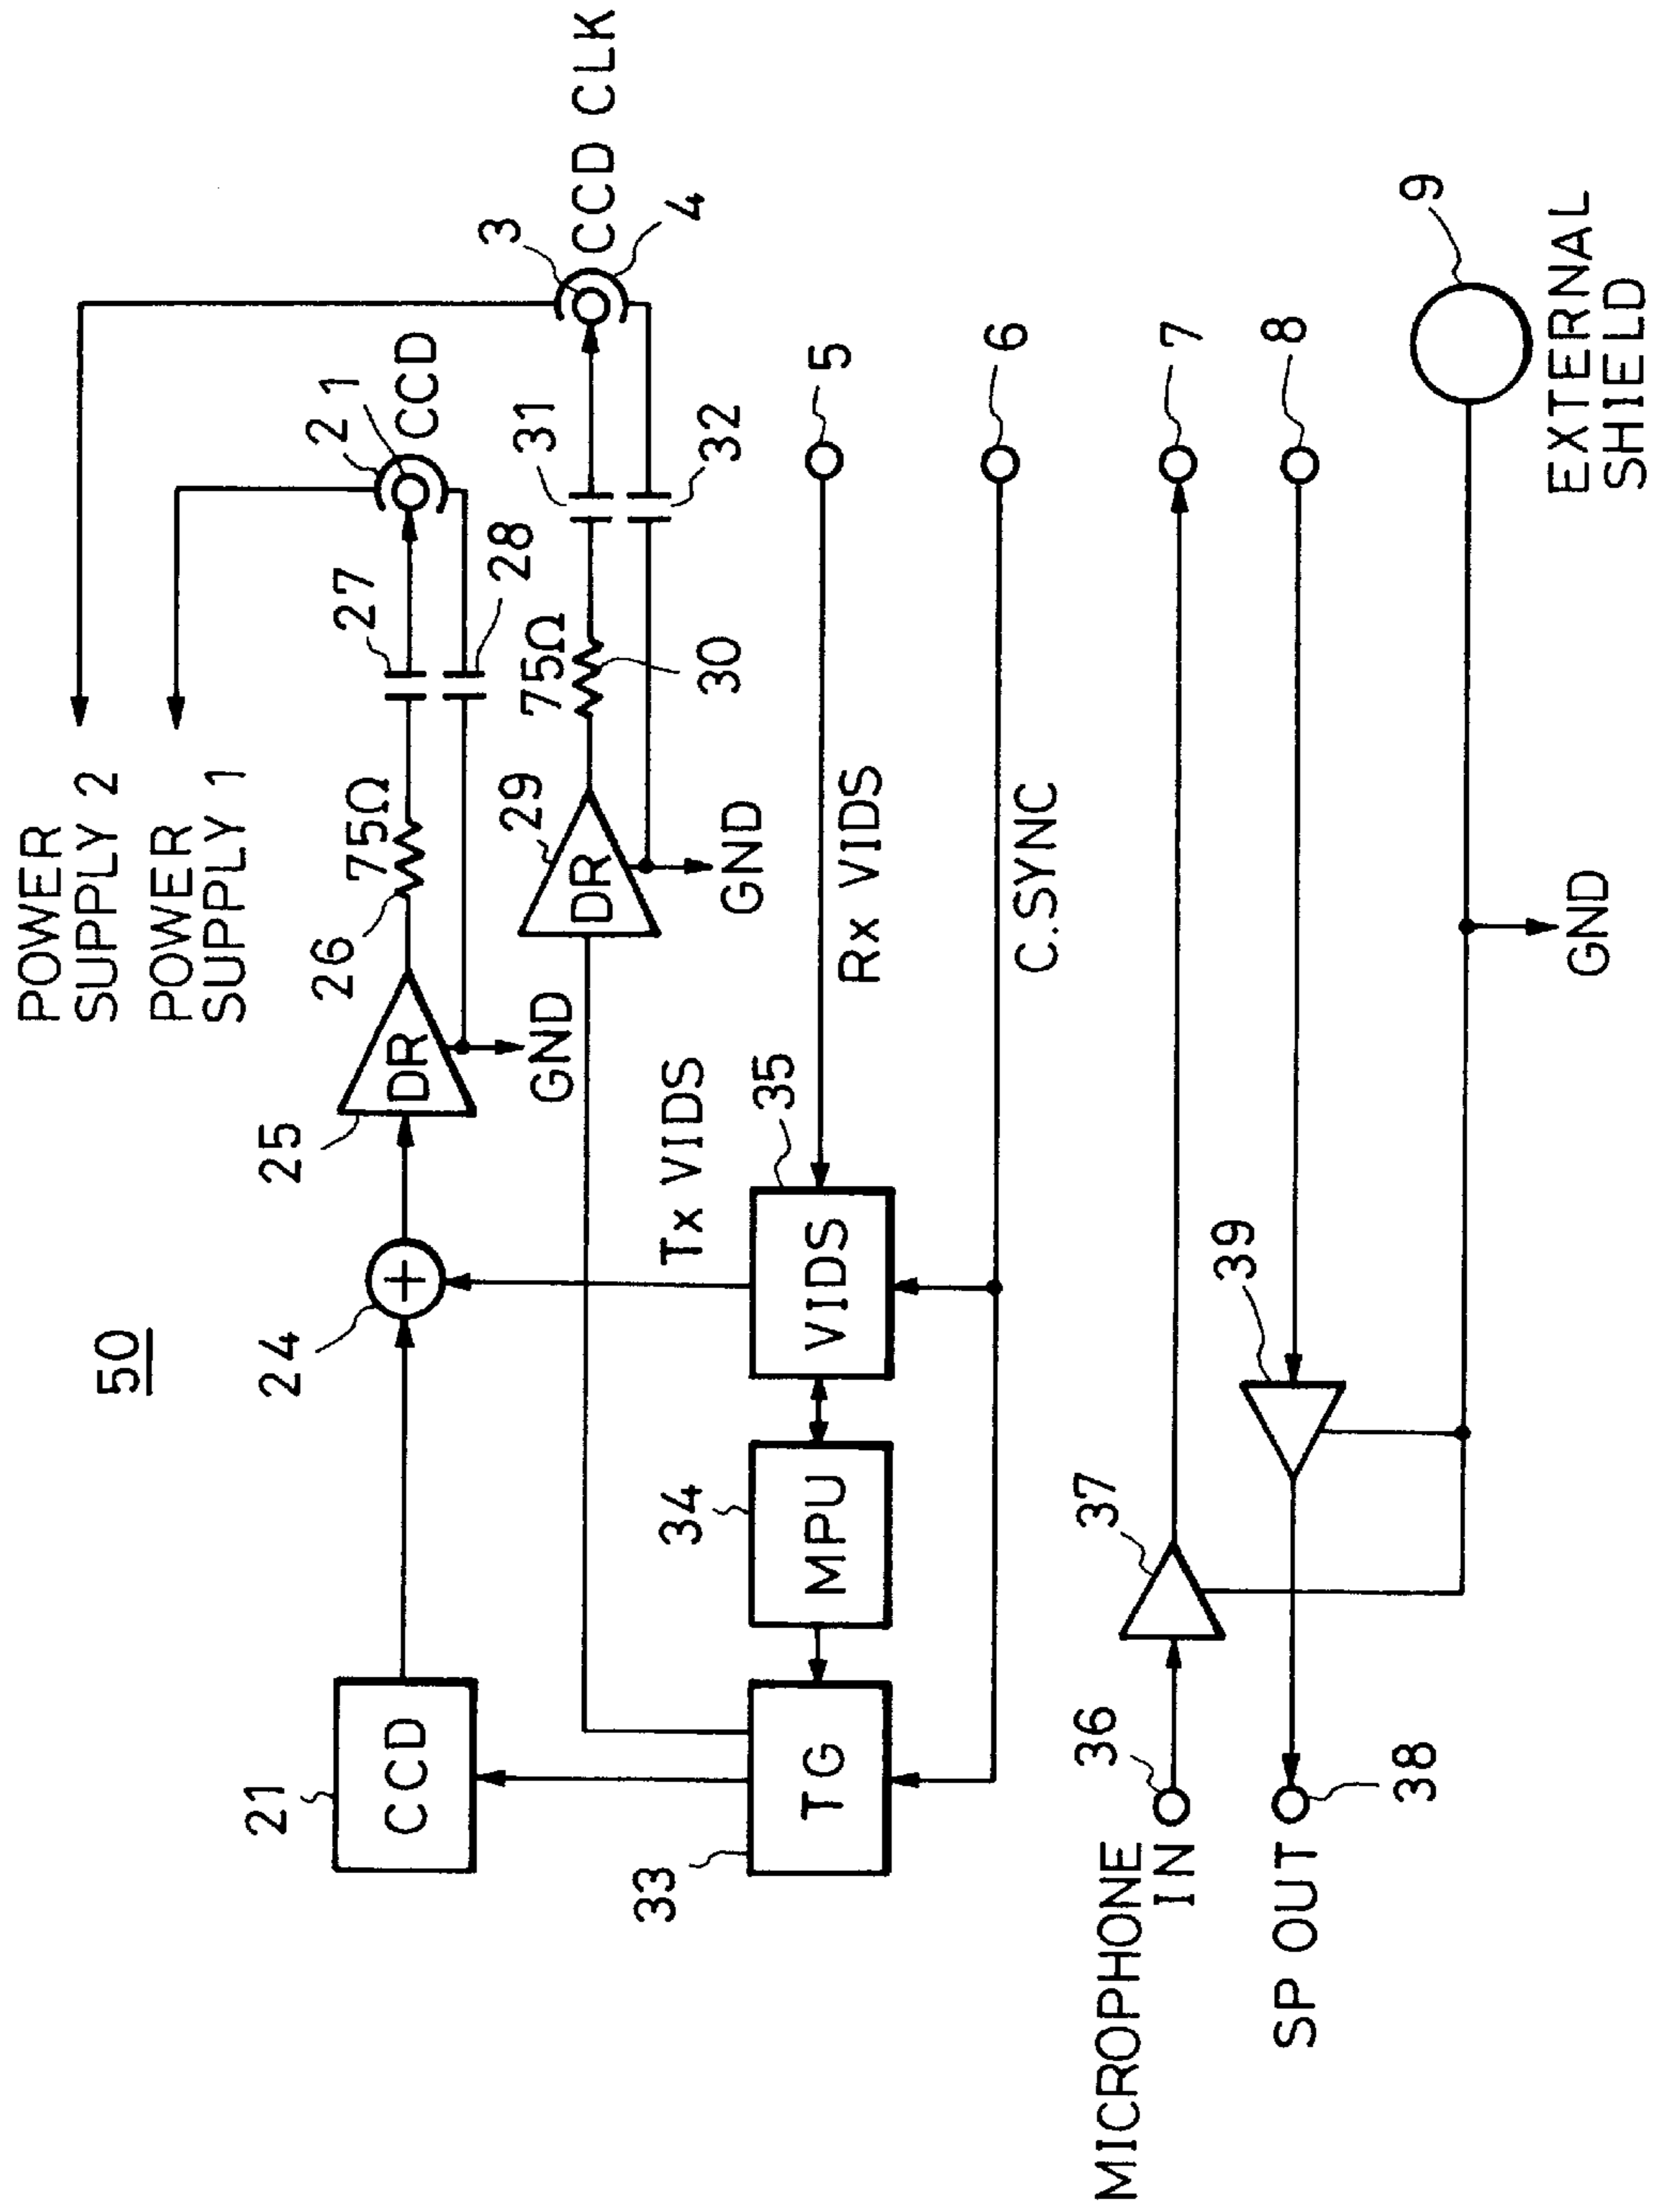 50
POWER
SUPPLY 2
POWER
SUPPLY 1
21
CCD
24
25
DR
26
75Ω
27
2
1
CCD
28
GND
29
DR
75Ω
30
31
32
3
CCD CLK
4
GND
Tx VIDS
33
TG
34
MPU
35
VIDS
Rx VIDS
5
C.SYNC
6
MICROPHONE
IN
36
37
7
SP OUT
38
39
8
GND
9
EXTERNAL
SHIELD